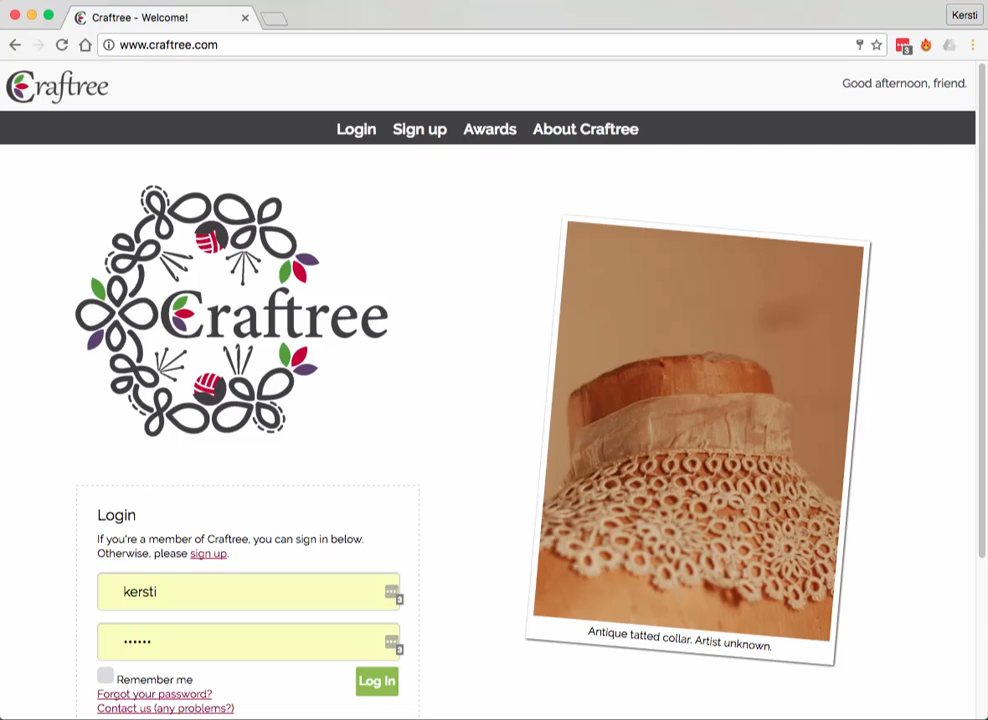 Craftree - Welcome!
Kersti
www.craftree.com
Craftree
Good afternoon, friend.
Login Sign up Awards About Craftree
Craftree
Login
If you're a member of Craftree, you can sign in below.
Otherwise, please sign up.
kersti
3
••••••
3
Remember me
Log In
Forgot your password?
Contact us (any problems?)
Antique tatted collar. Artist unknown.